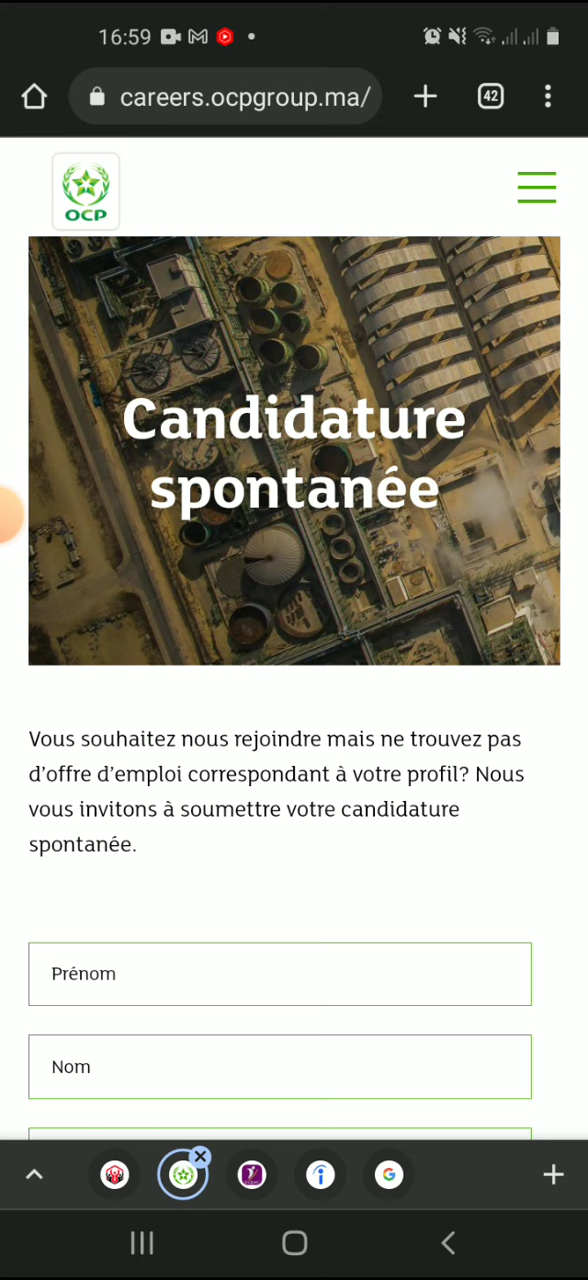 16:59
careers.ocpgroup.ma/
42
OCP
Candidature
spontanée
Vous souhaitez nous rejoindre mais ne trouvez pas
d’offre d’emploi correspondant à votre profil? Nous
vous invitons à soumettre votre candidature
spontanée.
Prénom
Nom